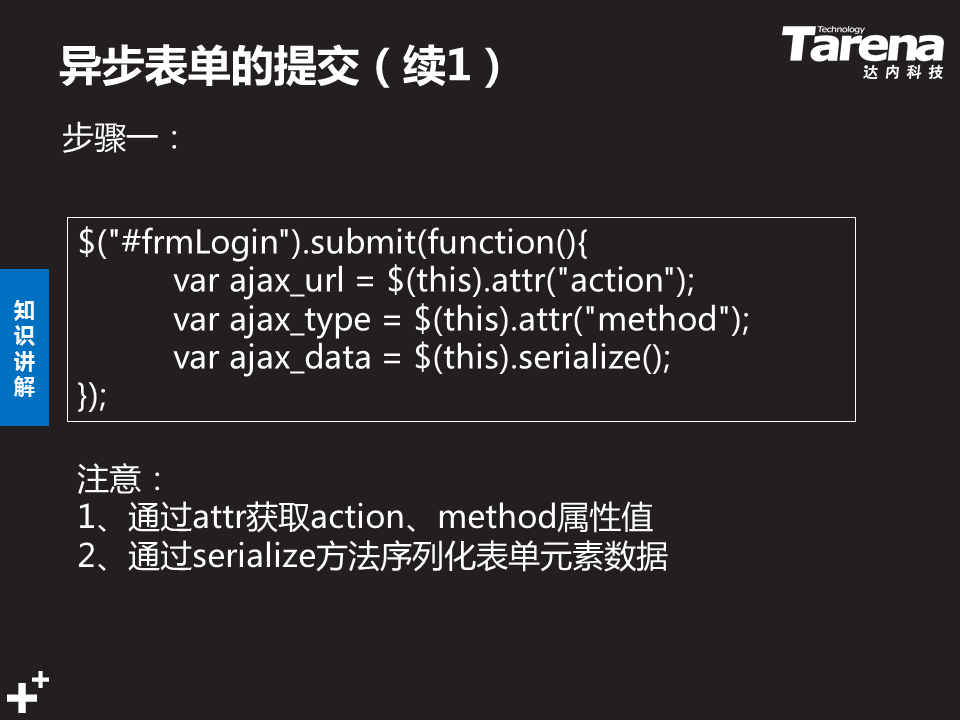 异步表单的提交（续1）
Technology
Tarena
达内科技
步骤一：
$("#frmLogin").submit(function(){
var ajax_url = $(this).attr("action");
var ajax_type = $(this).attr("method");
var ajax_data = $(this).serialize();
});
知识讲解
注意：
1、通过attr获取action、method属性值
2、通过serialize方法序列化表单元素数据